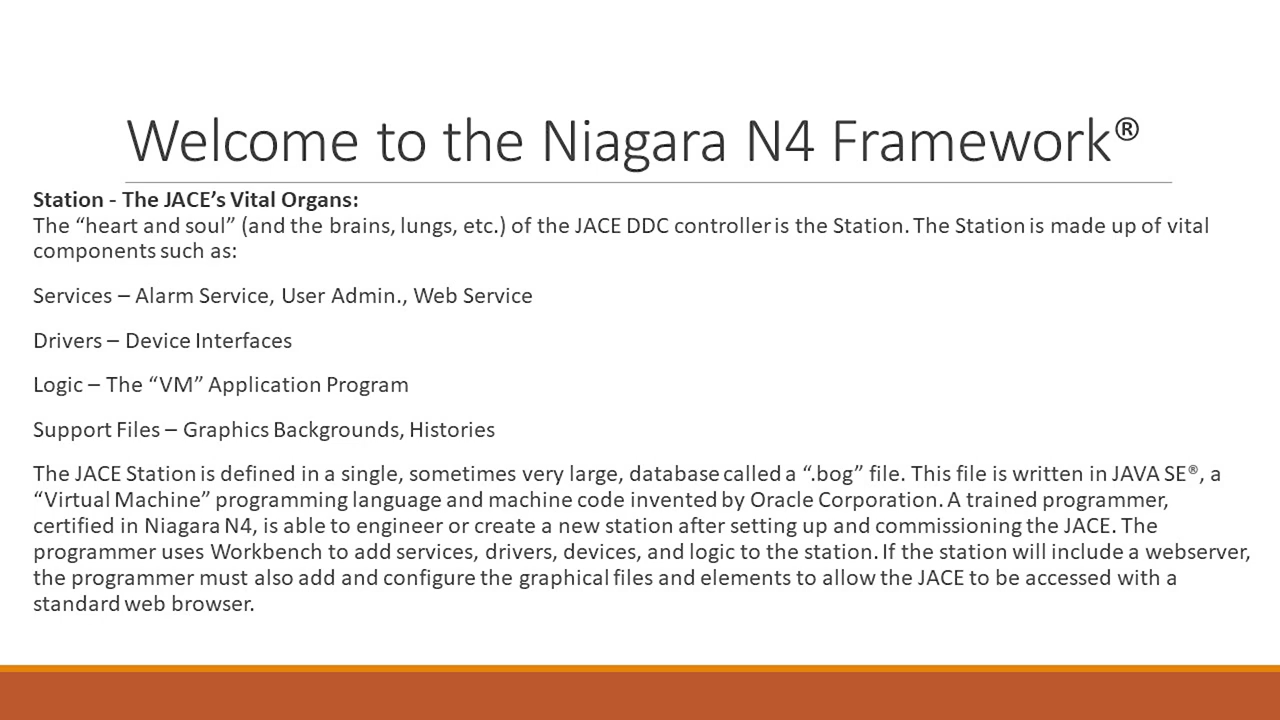 Welcome to the Niagara N4 Framework®
Station - The JACE’s Vital Organs:
The “heart and soul” (and the brains, lungs, etc.) of the JACE DDC controller is the Station. The Station is made up of vital
components such as:
Services – Alarm Service, User Admin., Web Service
Drivers – Device Interfaces
Logic – The “VM” Application Program
Support Files – Graphics Backgrounds, Histories
The JACE Station is defined in a single, sometimes very large, database called a “.bog” file. This file is written in JAVA SE®, a
“Virtual Machine” programming language and machine code invented by Oracle Corporation. A trained programmer,
certified in Niagara N4, is able to engineer or create a new station after setting up and commissioning the JACE. The
programmer uses Workbench to add services, drivers, devices, and logic to the station. If the station will include a webserver,
the programmer must also add and configure the graphical files and elements to allow the JACE to be accessed with a
standard web browser.